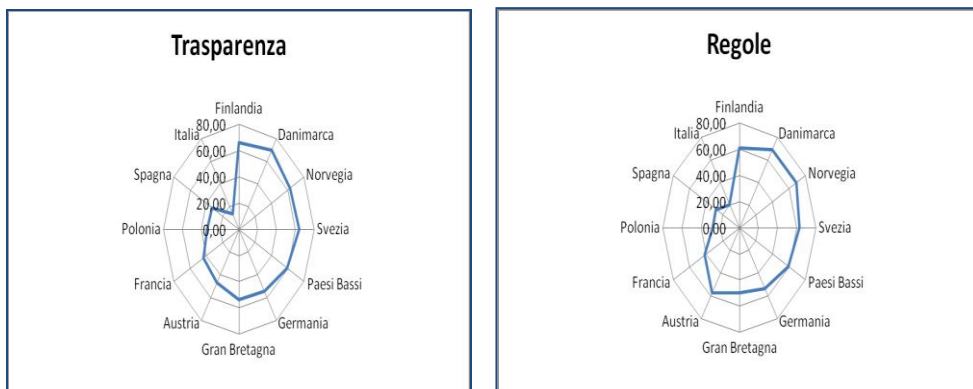 Trasparenza
Finlandia
80,00
Italia
Danimarca
60,00
Spagna
40,00
Norvegia
20,00
Polonia
0,00
Svezia
Francia
Paesi Bassi
Austria
Germania
Gran Bretagna
Regole
Finlandia
80,00
Italia
Danimarca
60,00
Spagna
40,00
Norvegia
20,00
Polonia
0,00
Svezia
Francia
Paesi Bassi
Austria
Germania
Gran Bretagna